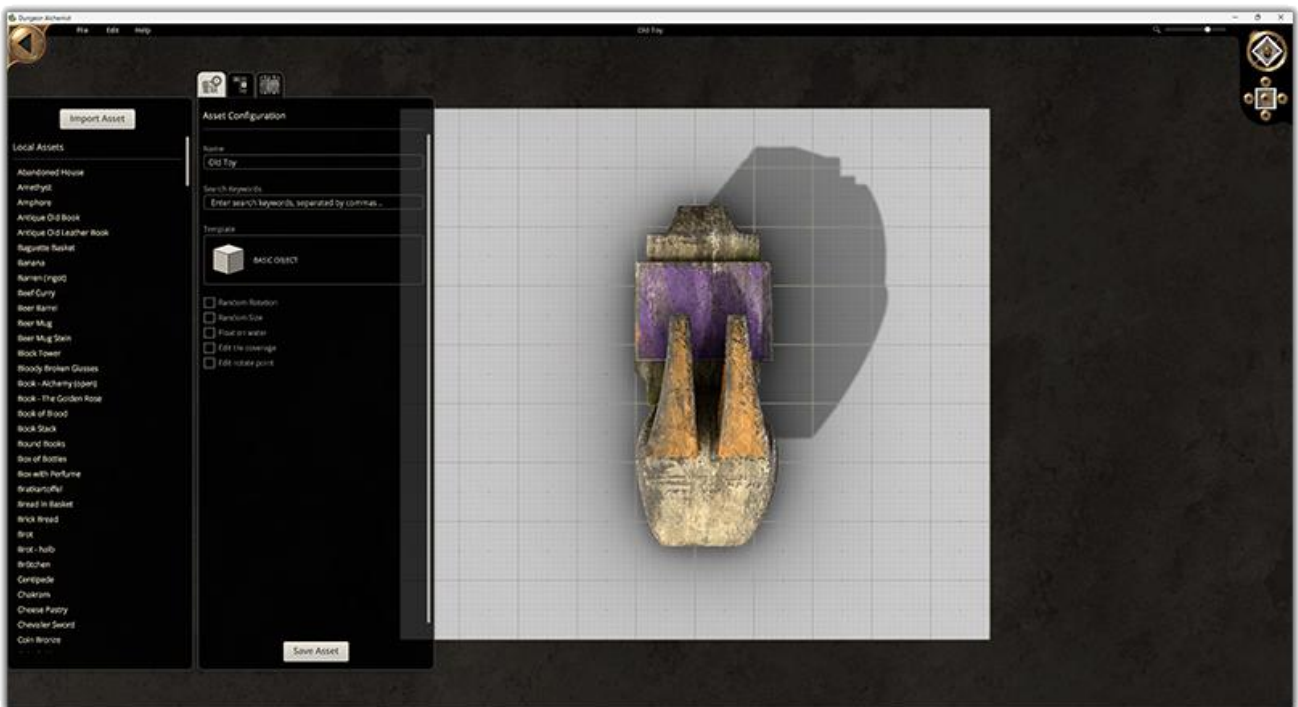 Dungeon Alchemist
File Edit Help
Old Toy
Import Asset
Local Assets
Abandoned House
Amethyst
Amphore
Antique Old Book
Antique Old Leather Book
Baguette Basket
Banana
Barren (Ingot)
Beef Curry
Beer Barrel
Beer Mug
Beer Mug Stein
Block Tower
Bloody Broken Glasses
Book - Alchemy (open)
Book - The Golden Rose
Book of Blood
Book Stack
Bound Books
Box of Bottles
Box with Perfume
Bratkartoffel
Bread in Basket
Brick Bread
Brot
Brot - halb
Brötchen
Centipede
Chakram
Cheese Pastry
Chevalier Sword
Coin Bronze
Asset Configuration
Name
Old Toy
Search Keywords
Enter search keywords, separated by commas ...
Template
BASIC OBJECT
Random Rotation
Random Size
Float on water
Edit tile coverage
Edit rotate point
Save Asset